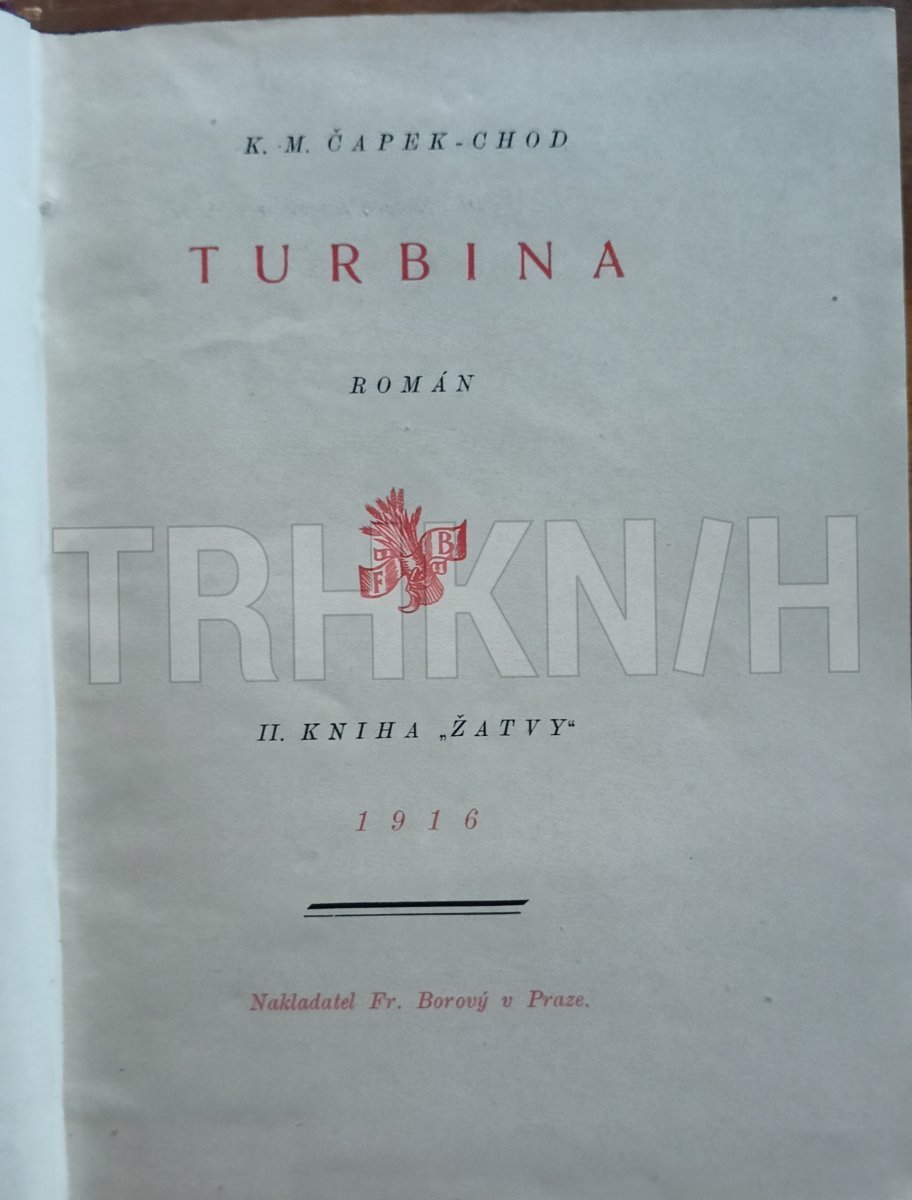 K. M. ČAPEK-CHOD
TURBINA
ROMÁN
F B
TRHKNIH
II. KNIHA „ŽATVY“
1916
Nakladatel Fr. Borový v Praze.